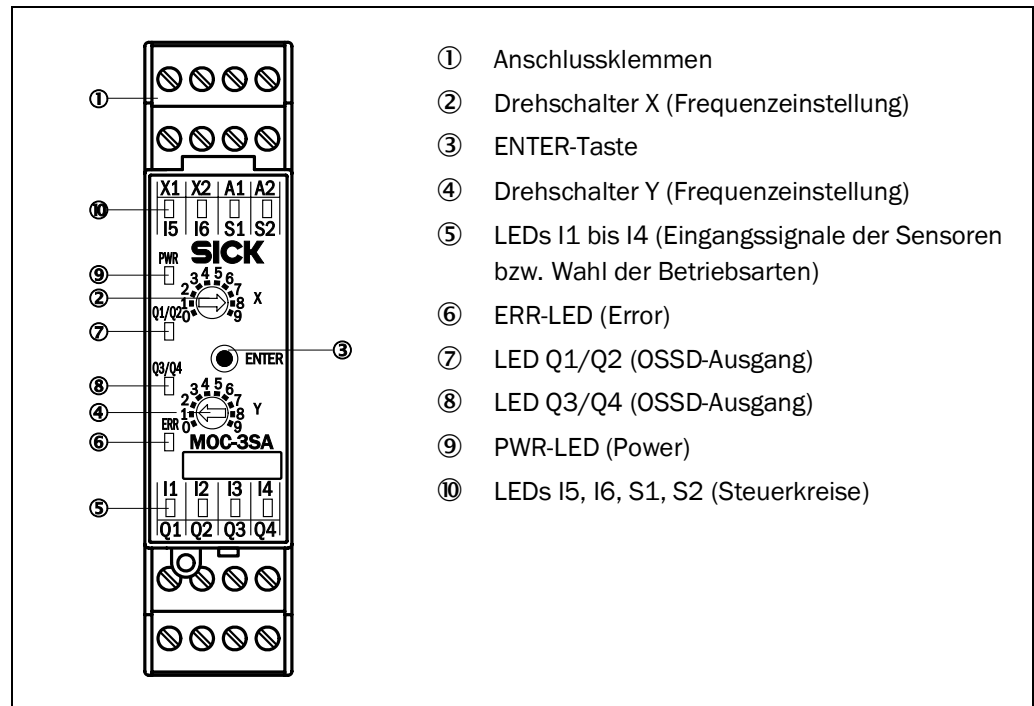 ① Anschlussklemmen
② Drehschalter X (Frequenzeinstellung)
③ ENTER-Taste
④ Drehschalter Y (Frequenzeinstellung)
⑤ LEDs I1 bis I4 (Eingangssignale der Sensoren
bzw. Wahl der Betriebsarten)
⑥ ERR-LED (Error)
⑦ LED Q1/Q2 (OSSD-Ausgang)
⑧ LED Q3/Q4 (OSSD-Ausgang)
⑨ PWR-LED (Power)
⑩ LEDs I5, I6, S1, S2 (Steuerkreise)
①
X1 X2 A1 A2
⑩
I5 I6 S1 S2
SICK
PWR
⑨
0 1 2 3 4 5 6 7 8 9
X
②
Q1/Q2
⑦
③
ENTER
Q3/Q4
⑧
0 1 2 3 4 5 6 7 8 9
Y
④
ERR
⑥
MOC-3SA
I1 I2 I3 I4
⑤
Q1 Q2 Q3 Q4